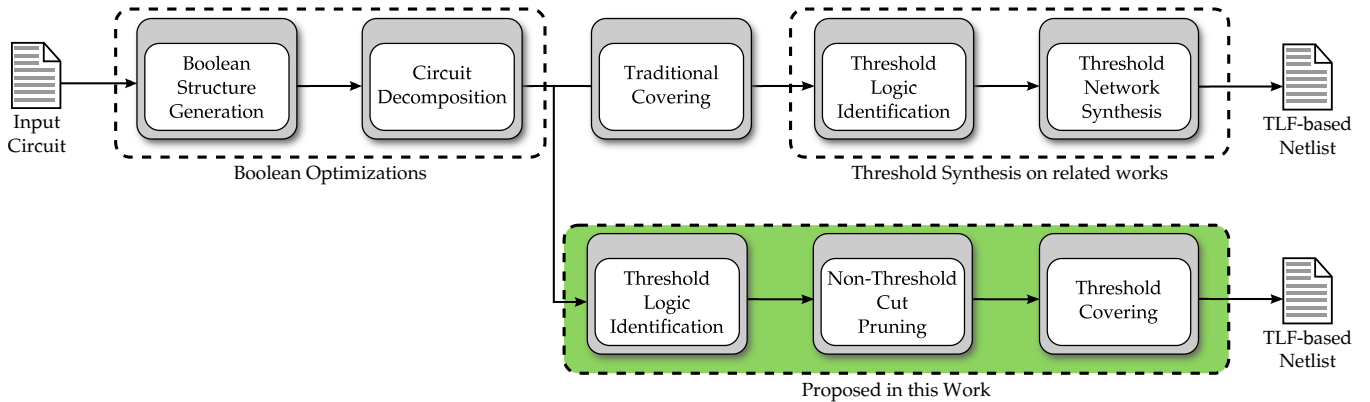 Input
Circuit
Boolean
Structure
Generation
Circuit
Decomposition
Boolean Optimizations
Traditional
Covering
Threshold
Logic
Identification
Threshold
Network
Synthesis
Threshold Synthesis on related works
TLF-based
Netlist
Threshold
Logic
Identification
Non-Threshold
Cut
Pruning
Threshold
Covering
Proposed in this Work
TLF-based
Netlist